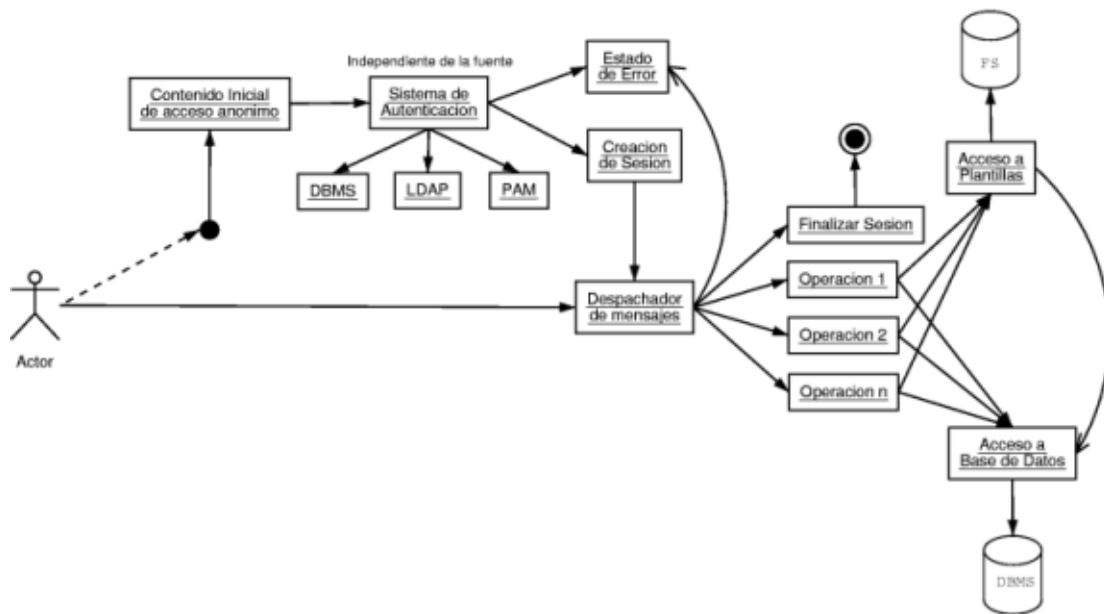 FS
Independiente de la fuente
Estado
de Error
Contenido Inicial
de acceso anonimo
Sistema de
Autenticacion
Creacion
de Sesion
Acceso a
Plantillas
DBMS
LDAP
PAM
Finalizar Sesion
Operacion 1
Despachador
de mensajes
Operacion 2
Actor
Operacion n
Acceso a
Base de Datos
DBMS